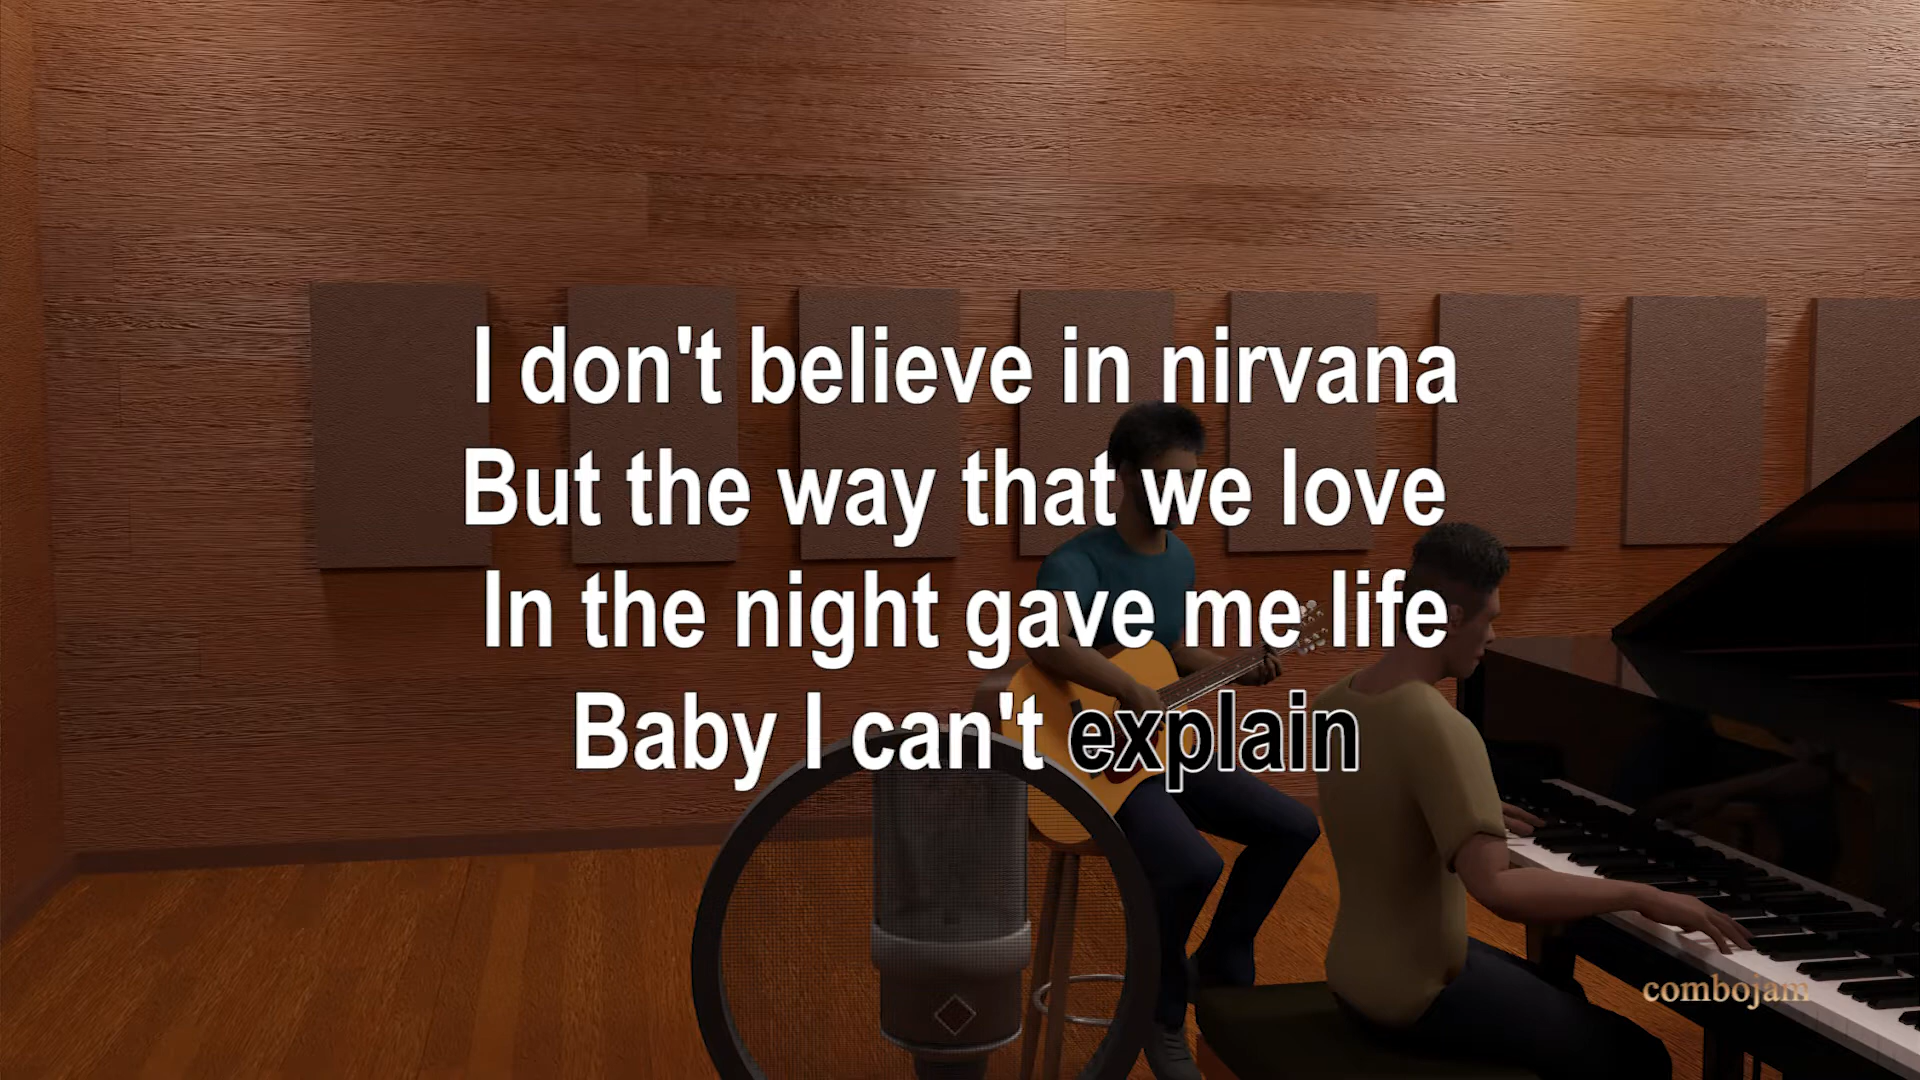 I don't believe in nirvana
But the way that we love
In the night gave me life
Baby I can't explain
combojam